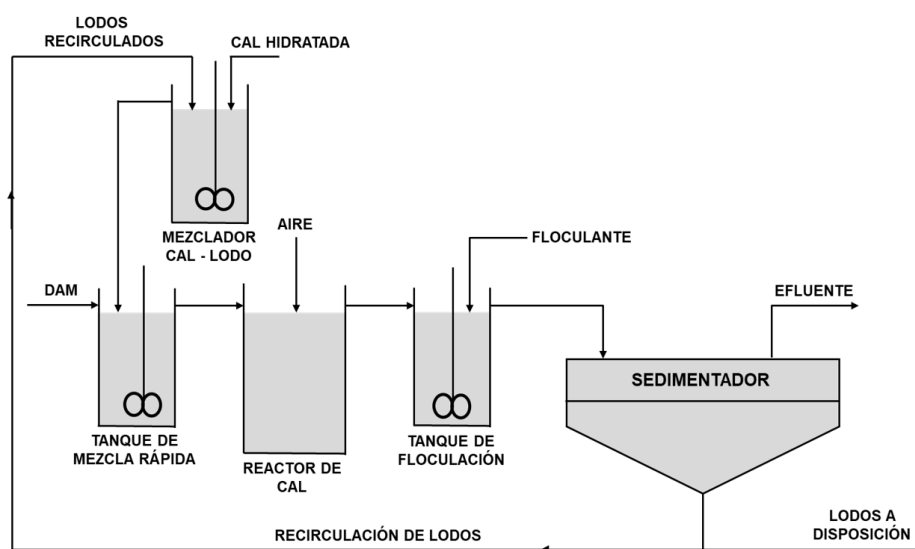 LODOS
RECIRCULADOS
CAL HIDRATADA
MEZCLADOR
CAL - LODO
AIRE
FLOCULANTE
DAM
EFLUENTE
SEDIMENTADOR
TANQUE DE
MEZCLA RÁPIDA
REACTOR DE
CAL
TANQUE DE
FLOCULACIÓN
RECIRCULACIÓN DE LODOS
LODOS A
DISPOSICIÓN